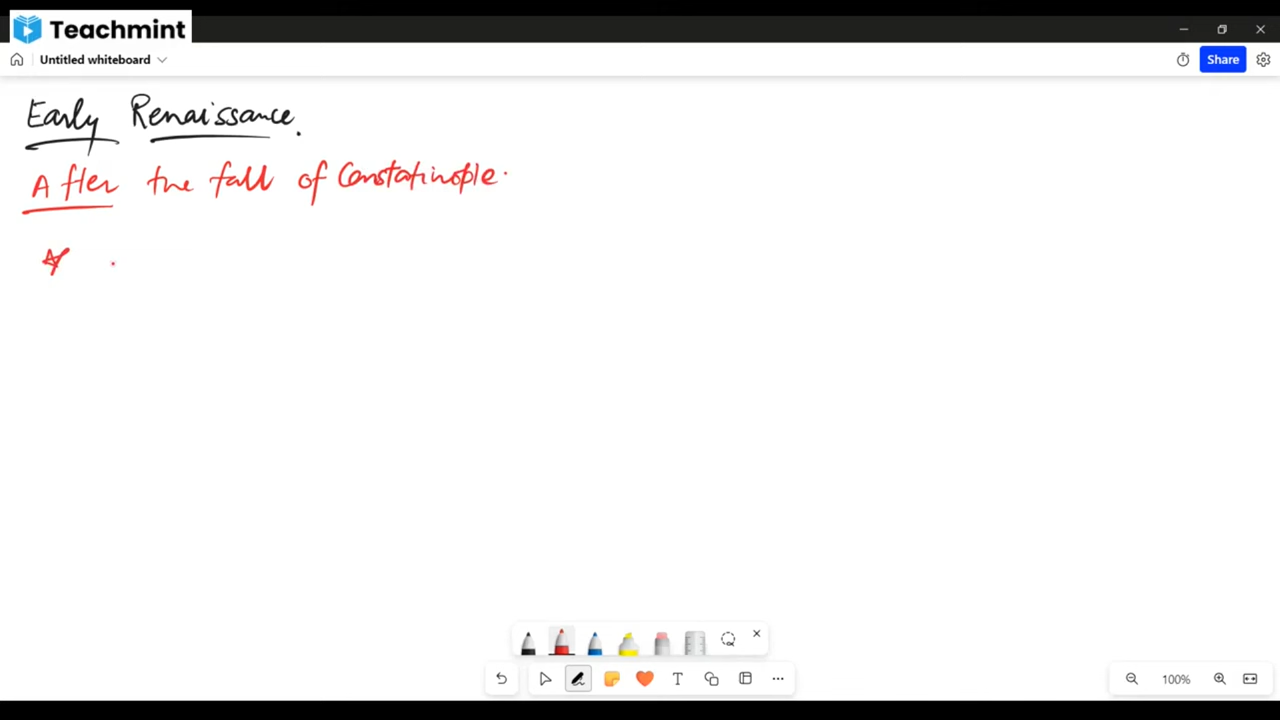 Teachmint
Untitled whiteboard
Share
Early Renaissance.
After the fall of Constatinople.
T
100%